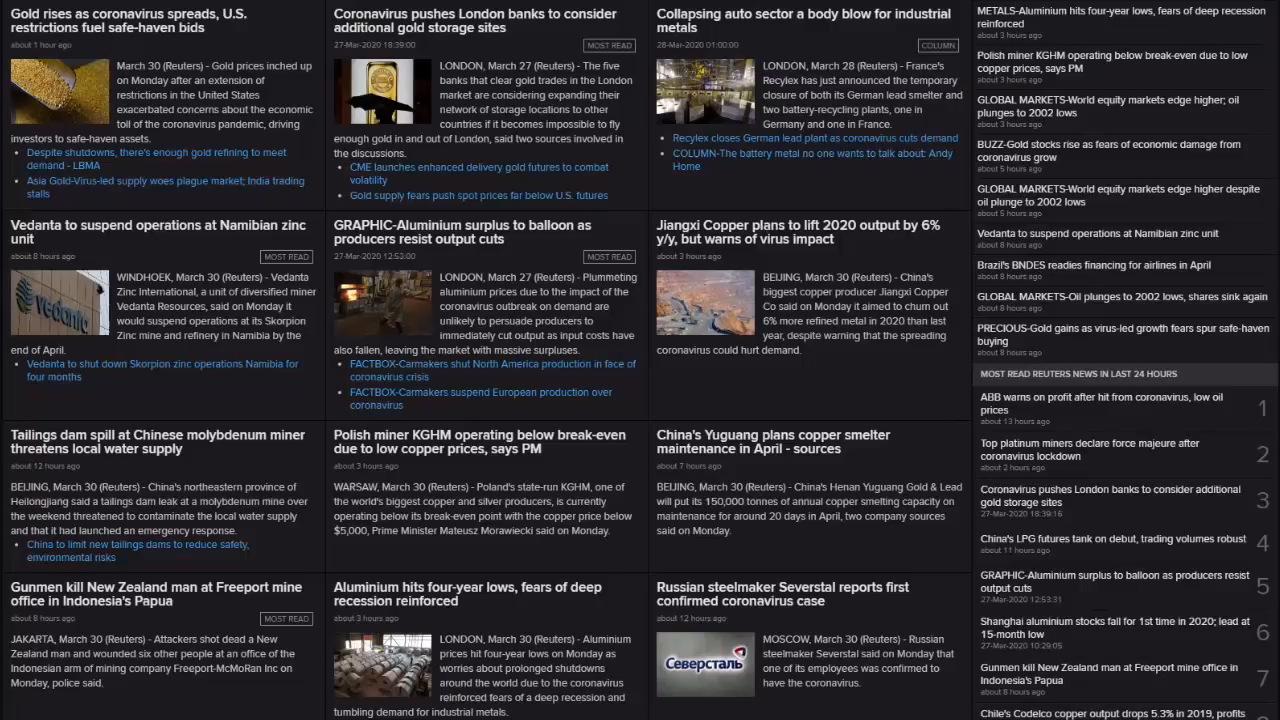 Gold rises as coronavirus spreads, U.S.
restrictions fuel safe-haven bids
about 1 hour ago
March 30 (Reuters) - Gold prices inched up
on Monday after an extension of
restrictions in the United States
exacerbated concerns about the economic
toll of the coronavirus pandemic, driving
investors to safe-haven assets.
• Despite shutdowns, there's enough gold refining to meet
demand - LBMA
• Asia Gold-Virus-led supply woes plague market; India trading
stalls
Coronavirus pushes London banks to consider
additional gold storage sites
27-Mar-2020 18:39:00
MOST READ
LONDON, March 27 (Reuters) - The five
banks that clear gold trades in the London
market are considering expanding their
network of storage locations to other
countries if it becomes impossible to fly
enough gold in and out of London, said two sources involved in
the discussions.
• CME launches enhanced delivery gold futures to combat
volatility
• Gold supply fears push spot prices far below U.S. futures
Collapsing auto sector a body blow for industrial
metals
28-Mar-2020 01:00:00
COLUMN
LONDON, March 28 (Reuters) - France's
Recylex has just announced the temporary
closure of both its German lead smelter and
two battery-recycling plants, one in
Germany and one in France.
• Recylex closes German lead plant as coronavirus cuts demand
• COLUMN-The battery metal no one wants to talk about: Andy
Home
Vedanta to suspend operations at Namibian zinc
unit
about 8 hours ago
MOST READ
vedanta
WINDHOEK, March 30 (Reuters) - Vedanta
Zinc International, a unit of diversified miner
Vedanta Resources, said on Monday it
would suspend operations at its Skorpion
Zinc mine and refinery in Namibia by the
end of April.
• Vedanta to shut down Skorpion zinc operations Namibia for
four months
GRAPHIC-Aluminium surplus to balloon as
producers resist output cuts
27-Mar-2020 12:53:00
MOST READ
LONDON, March 27 (Reuters) - Plummeting
aluminium prices due to the impact of the
coronavirus outbreak on demand are
unlikely to persuade producers to
immediately cut output as input costs have
also fallen, leaving the market with massive surpluses.
• FACTBOX-Carmakers shut North America production in face of
coronavirus crisis
• FACTBOX-Carmakers suspend European production over
coronavirus
Jiangxi Copper plans to lift 2020 output by 6%
y/y, but warns of virus impact
about 3 hours ago
BEIJING, March 30 (Reuters) - China's
biggest copper producer Jiangxi Copper
Co said on Monday it aimed to churn out
6% more refined metal in 2020 than last
year, despite warning that the spreading
coronavirus could hurt demand.
Tailings dam spill at Chinese molybdenum miner
threatens local water supply
about 12 hours ago
BEIJING, March 30 (Reuters) - China's northeastern province of
Heilongjiang said a tailings dam leak at a molybdenum mine over
the weekend threatened to contaminate the local water supply
and that it had launched an emergency response.
• China to limit new tailings dams to reduce safety,
environmental risks
Polish miner KGHM operating below break-even
due to low copper prices, says PM
about 3 hours ago
WARSAW, March 30 (Reuters) - Poland's state-run KGHM, one of
the world's biggest copper and silver producers, is currently
operating below its break-even point with the copper price below
$5,000, Prime Minister Mateusz Morawiecki said on Monday.
China's Yuguang plans copper smelter
maintenance in April - sources
about 7 hours ago
BEIJING, March 30 (Reuters) - China's Henan Yuguang Gold & Lead
will put its 150,000 tonnes of annual copper smelting capacity on
maintenance for around 20 days in April, two company sources
said on Monday.
Gunmen kill New Zealand man at Freeport mine
office in Indonesia's Papua
about 8 hours ago
MOST READ
JAKARTA, March 30 (Reuters) - Attackers shot dead a New
Zealand man and wounded six other people at an office of the
Indonesian arm of mining company Freeport-McMoRan Inc on
Monday, police said.
Aluminium hits four-year lows, fears of deep
recession reinforced
about 3 hours ago
LONDON, March 30 (Reuters) - Aluminium
prices hit four-year lows on Monday as
worries about prolonged shutdowns
around the world due to the coronavirus
reinforced fears of a deep recession and
tumbling demand for industrial metals.
Russian steelmaker Severstal reports first
confirmed coronavirus case
about 12 hours ago
Северсталь
MOSCOW, March 30 (Reuters) - Russian
steelmaker Severstal said on Monday that
one of its employees was confirmed to
have the coronavirus.
METALS-Aluminium hits four-year lows, fears of deep recession
reinforced
about 3 hours ago
Polish miner KGHM operating below break-even due to low
copper prices, says PM
about 3 hours ago
GLOBAL MARKETS-World equity markets edge higher; oil
plunges to 2002 lows
about 3 hours ago
BUZZ-Gold stocks rise as fears of economic damage from
coronavirus grow
about 5 hours ago
GLOBAL MARKETS-World equity markets edge higher despite
oil plunge to 2002 lows
about 5 hours ago
Vedanta to suspend operations at Namibian zinc unit
about 8 hours ago
Brazil's BNDES readies financing for airlines in April
about 8 hours ago
GLOBAL MARKETS-Oil plunges to 2002 lows, shares sink again
about 8 hours ago
PRECIOUS-Gold gains as virus-led growth fears spur safe-haven
buying
about 8 hours ago
MOST READ REUTERS NEWS IN LAST 24 HOURS
ABB warns on profit after hit from coronavirus, low oil
prices
about 13 hours ago
1
Top platinum miners declare force majeure after
coronavirus lockdown
about 2 hours ago
2
Coronavirus pushes London banks to consider additional
gold storage sites
27-Mar-2020 18:39:16
3
China's LPG futures tank on debut, trading volumes robust
about 11 hours ago
4
GRAPHIC-Aluminium surplus to balloon as producers resist
output cuts
27-Mar-2020 12:53:31
5
Shanghai aluminium stocks fall for 1st time in 2020; lead at
15-month low
27-Mar-2020 10:29:05
6
Gunmen kill New Zealand man at Freeport mine office in
Indonesia's Papua
about 8 hours ago
7
Chile's Codelco copper output drops 5.3% in 2019, profits